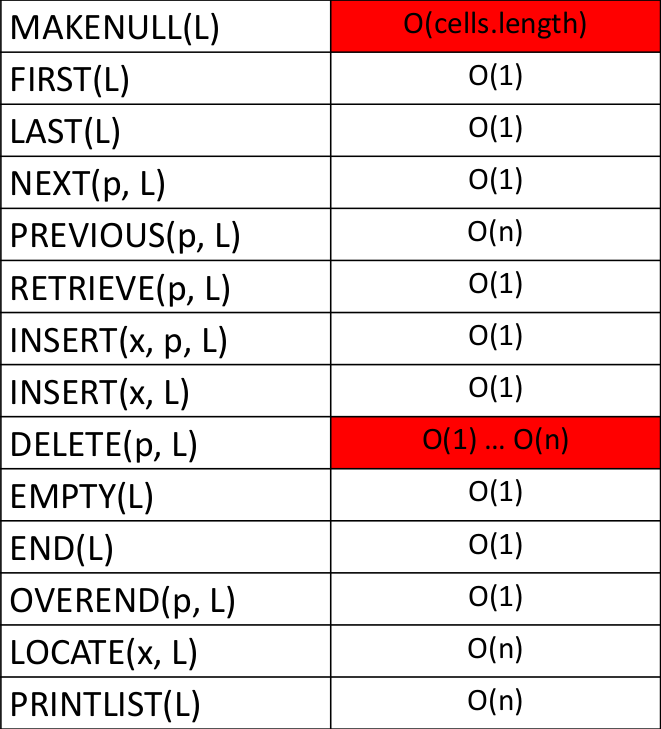 MAKENULL(L) O(cells.length)
FIRST(L) O(1)
LAST(L) O(1)
NEXT(p, L) O(1)
PREVIOUS(p, L) O(n)
RETRIEVE(p, L) O(1)
INSERT(x, p, L) O(1)
INSERT(x, L) O(1)
DELETE(p, L) O(1) … O(n)
EMPTY(L) O(1)
END(L) O(1)
OVEREND(p, L) O(1)
LOCATE(x, L) O(n)
PRINTLIST(L) O(n)